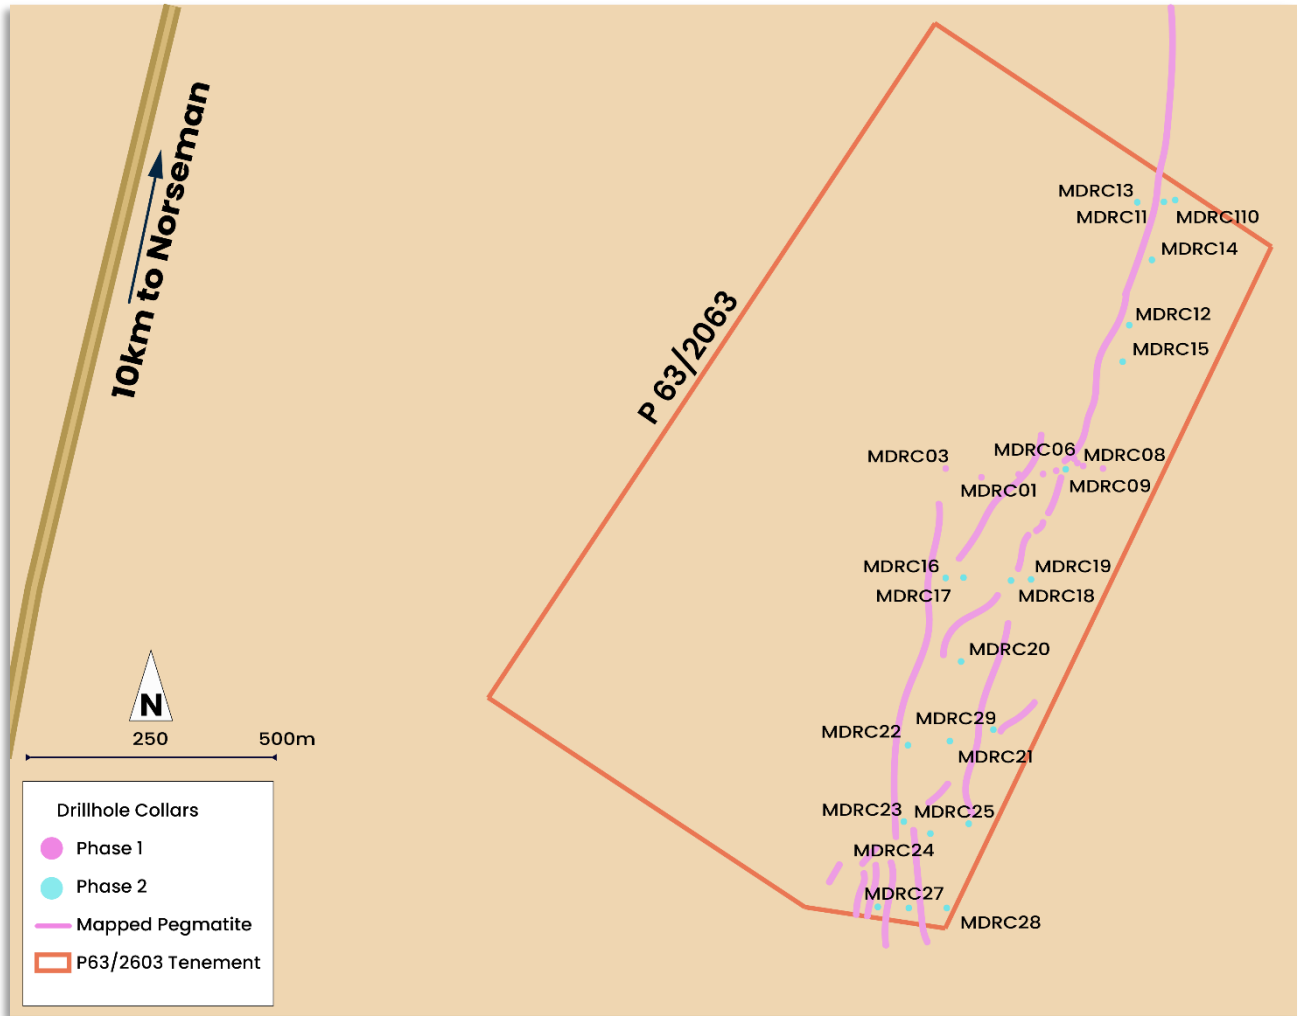 10km to Norseman
P 63/2063
MDRC13
MDRC11
MDRC110
MDRC14
MDRC12
MDRC15
MDRC03
MDRC06
MDRC08
MDRC01
MDRC09
MDRC16
MDRC19
MDRC17
MDRC18
MDRC20
MDRC29
MDRC22
MDRC21
MDRC23
MDRC25
MDRC24
MDRC27
MDRC28
N
250 500m
Drillhole Collars
Phase 1
Phase 2
Mapped Pegmatite
P63/2603 Tenement